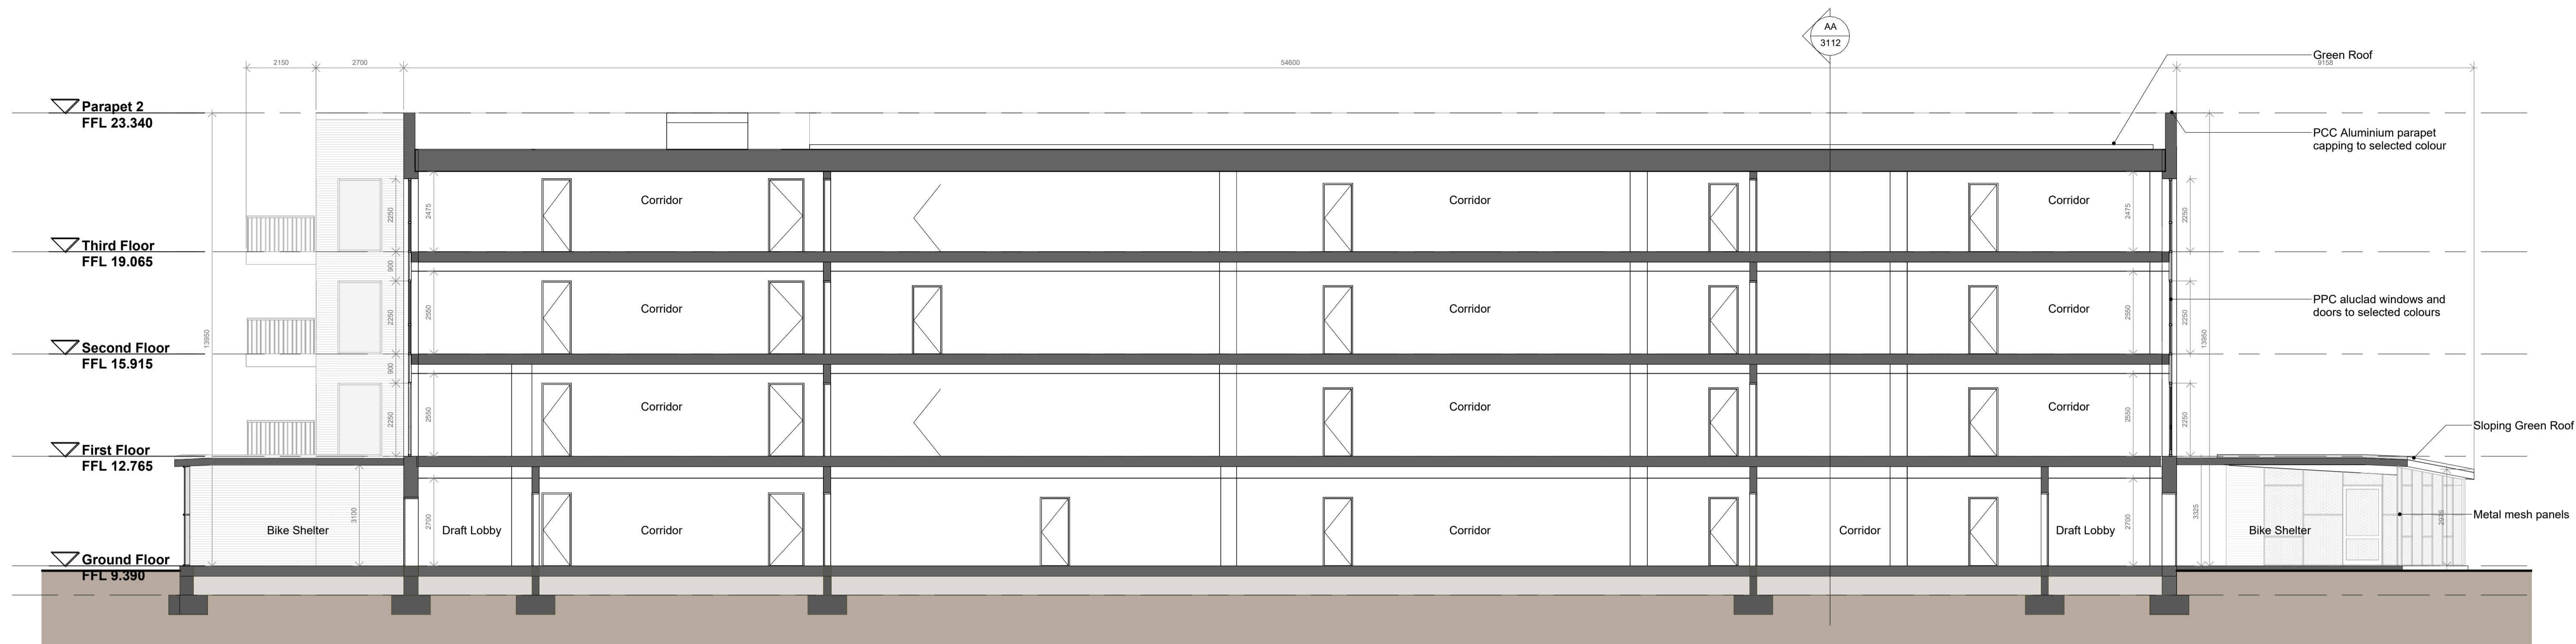 AA
3112
Green Roof
2150
2700
54600
9158
Parapet 2
FFL 23.340
PCC Aluminium parapet
capping to selected colour
Corridor
Corridor
Corridor
2250
2475
2475
2250
Third Floor
FFL 19.065
900
Corridor
Corridor
Corridor
PPC aluclad windows and
doors to selected colours
2250
2550
2550
2250
13950
13950
Second Floor
FFL 15.915
900
Corridor
Corridor
Corridor
2250
2550
2550
2250
Sloping Green Roof
First Floor
FFL 12.765
Bike Shelter
3100
Draft Lobby
2700
Corridor
Corridor
Corridor
Draft Lobby
2700
3325
Bike Shelter
2975
Metal mesh panels
Ground Floor
FFL 9.390